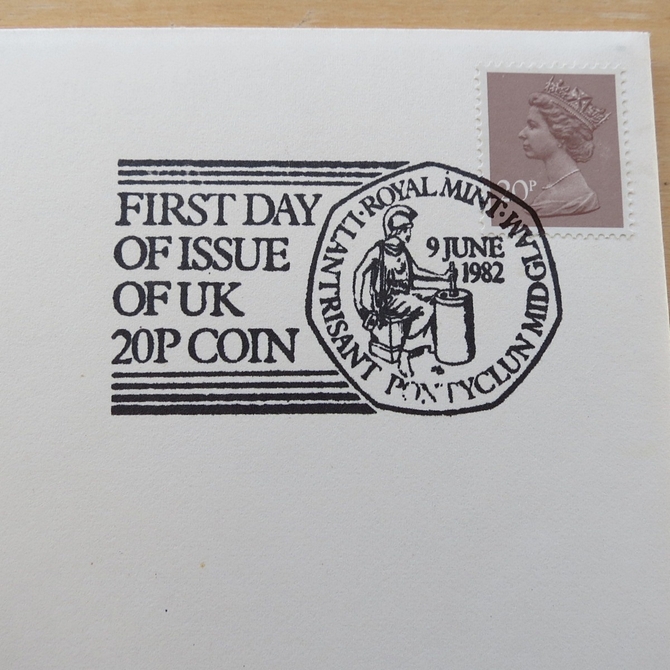 FIRST DAY
OF ISSUE
OF UK
20P COIN
LLANTRISANT · ROYAL MINT · MID GLAM
PONTYCLUN
9 JUNE
1982
20P